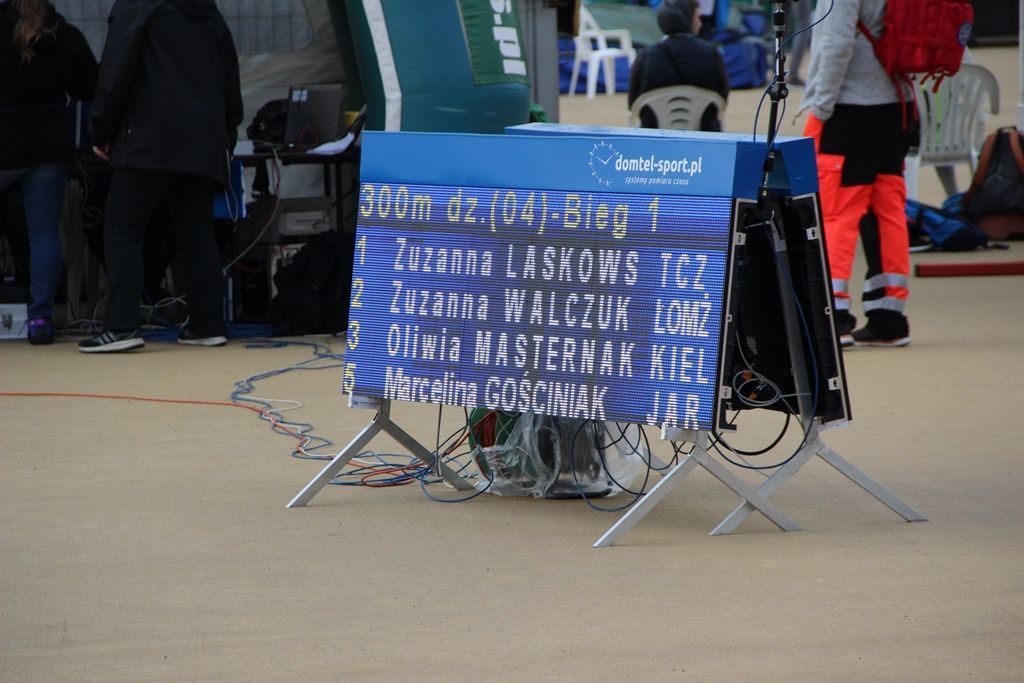 s.pl
domtel-sport.pl
systemy pomiaru czasu
300m dz.(04)-Bieg 1
1 Zuzanna LASKOWS TCZ
2 Zuzanna WALCZUK ŁOMŻ
3 Oliwia MASTERNAK KIEL
5 Marcelina GOŚCINIAK JAR